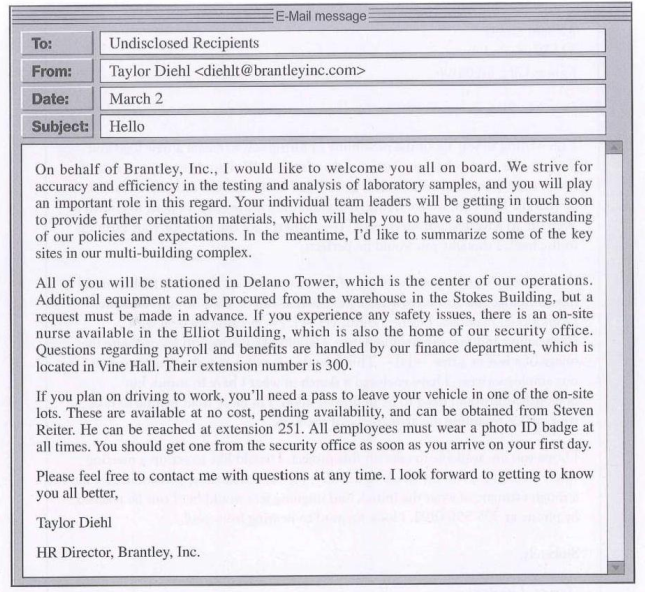 E-Mail message
To: Undisclosed Recipients
From: Taylor Diehl <diehlt@brantleyinc.com>
Date: March 2
Subject: Hello
On behalf of Brantley, Inc., I would like to welcome you all on board. We strive for
accuracy and efficiency in the testing and analysis of laboratory samples, and you will play
an important role in this regard. Your individual team leaders will be getting in touch soon
to provide further orientation materials, which will help you to have a sound understanding
of our policies and expectations. In the meantime, I'd like to summarize some of the key
sites in our multi-building complex.
All of you will be stationed in Delano Tower, which is the center of our operations.
Additional equipment can be procured from the warehouse in the Stokes Building, but a
request must be made in advance. If you experience any safety issues, there is an on-site
nurse available in the Elliot Building, which is also the home of our security office.
Questions regarding payroll and benefits are handled by our finance department, which is
located in Vine Hall. Their extension number is 300.
If you plan on driving to work, you'll need a pass to leave your vehicle in one of the on-site
lots. These are available at no cost, pending availability, and can be obtained from Steven
Reiter. He can be reached at extension 251. All employees must wear a photo ID badge at
all times. You should get one from the security office as soon as you arrive on your first day.
Please feel free to contact me with questions at any time. I look forward to getting to know
you all better,
Taylor Diehl
HR Director, Brantley, Inc.